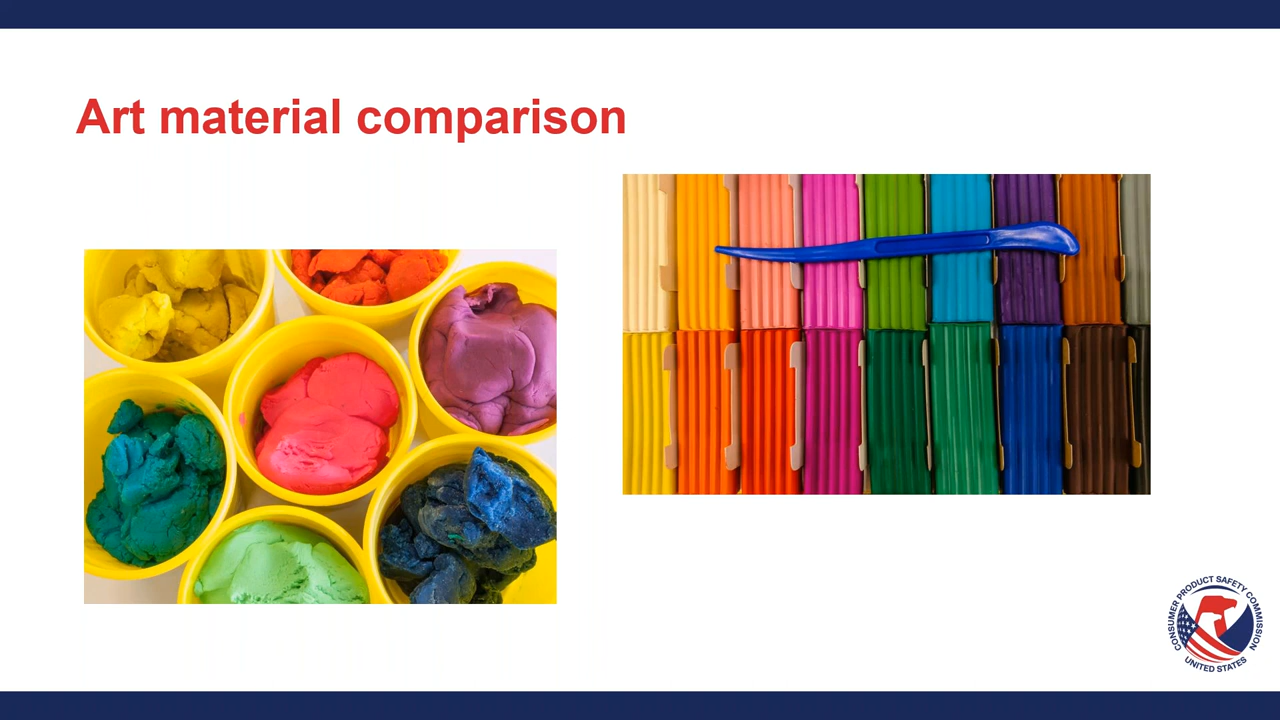 Art material comparison
CONSUMER PRODUCT SAFETY COMMISSION
UNITED STATES